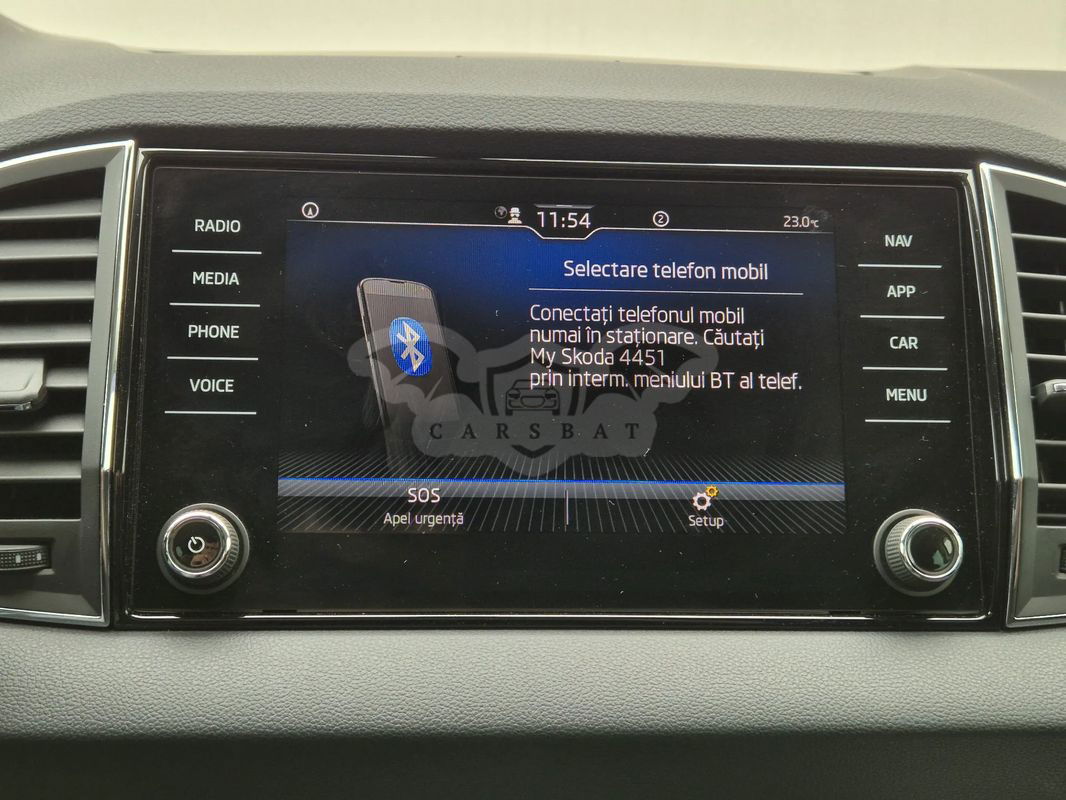 RADIO
MEDIA
PHONE
VOICE
11:54
2
23.0°C
Selectare telefon mobil
Conectați telefonul mobil
numai în staționare. Căutați
My Skoda 4451
prin interm. meniului BT al telef.
CARSBAT
SOS
Apel urgență
Setup
NAV
APP
CAR
MENU